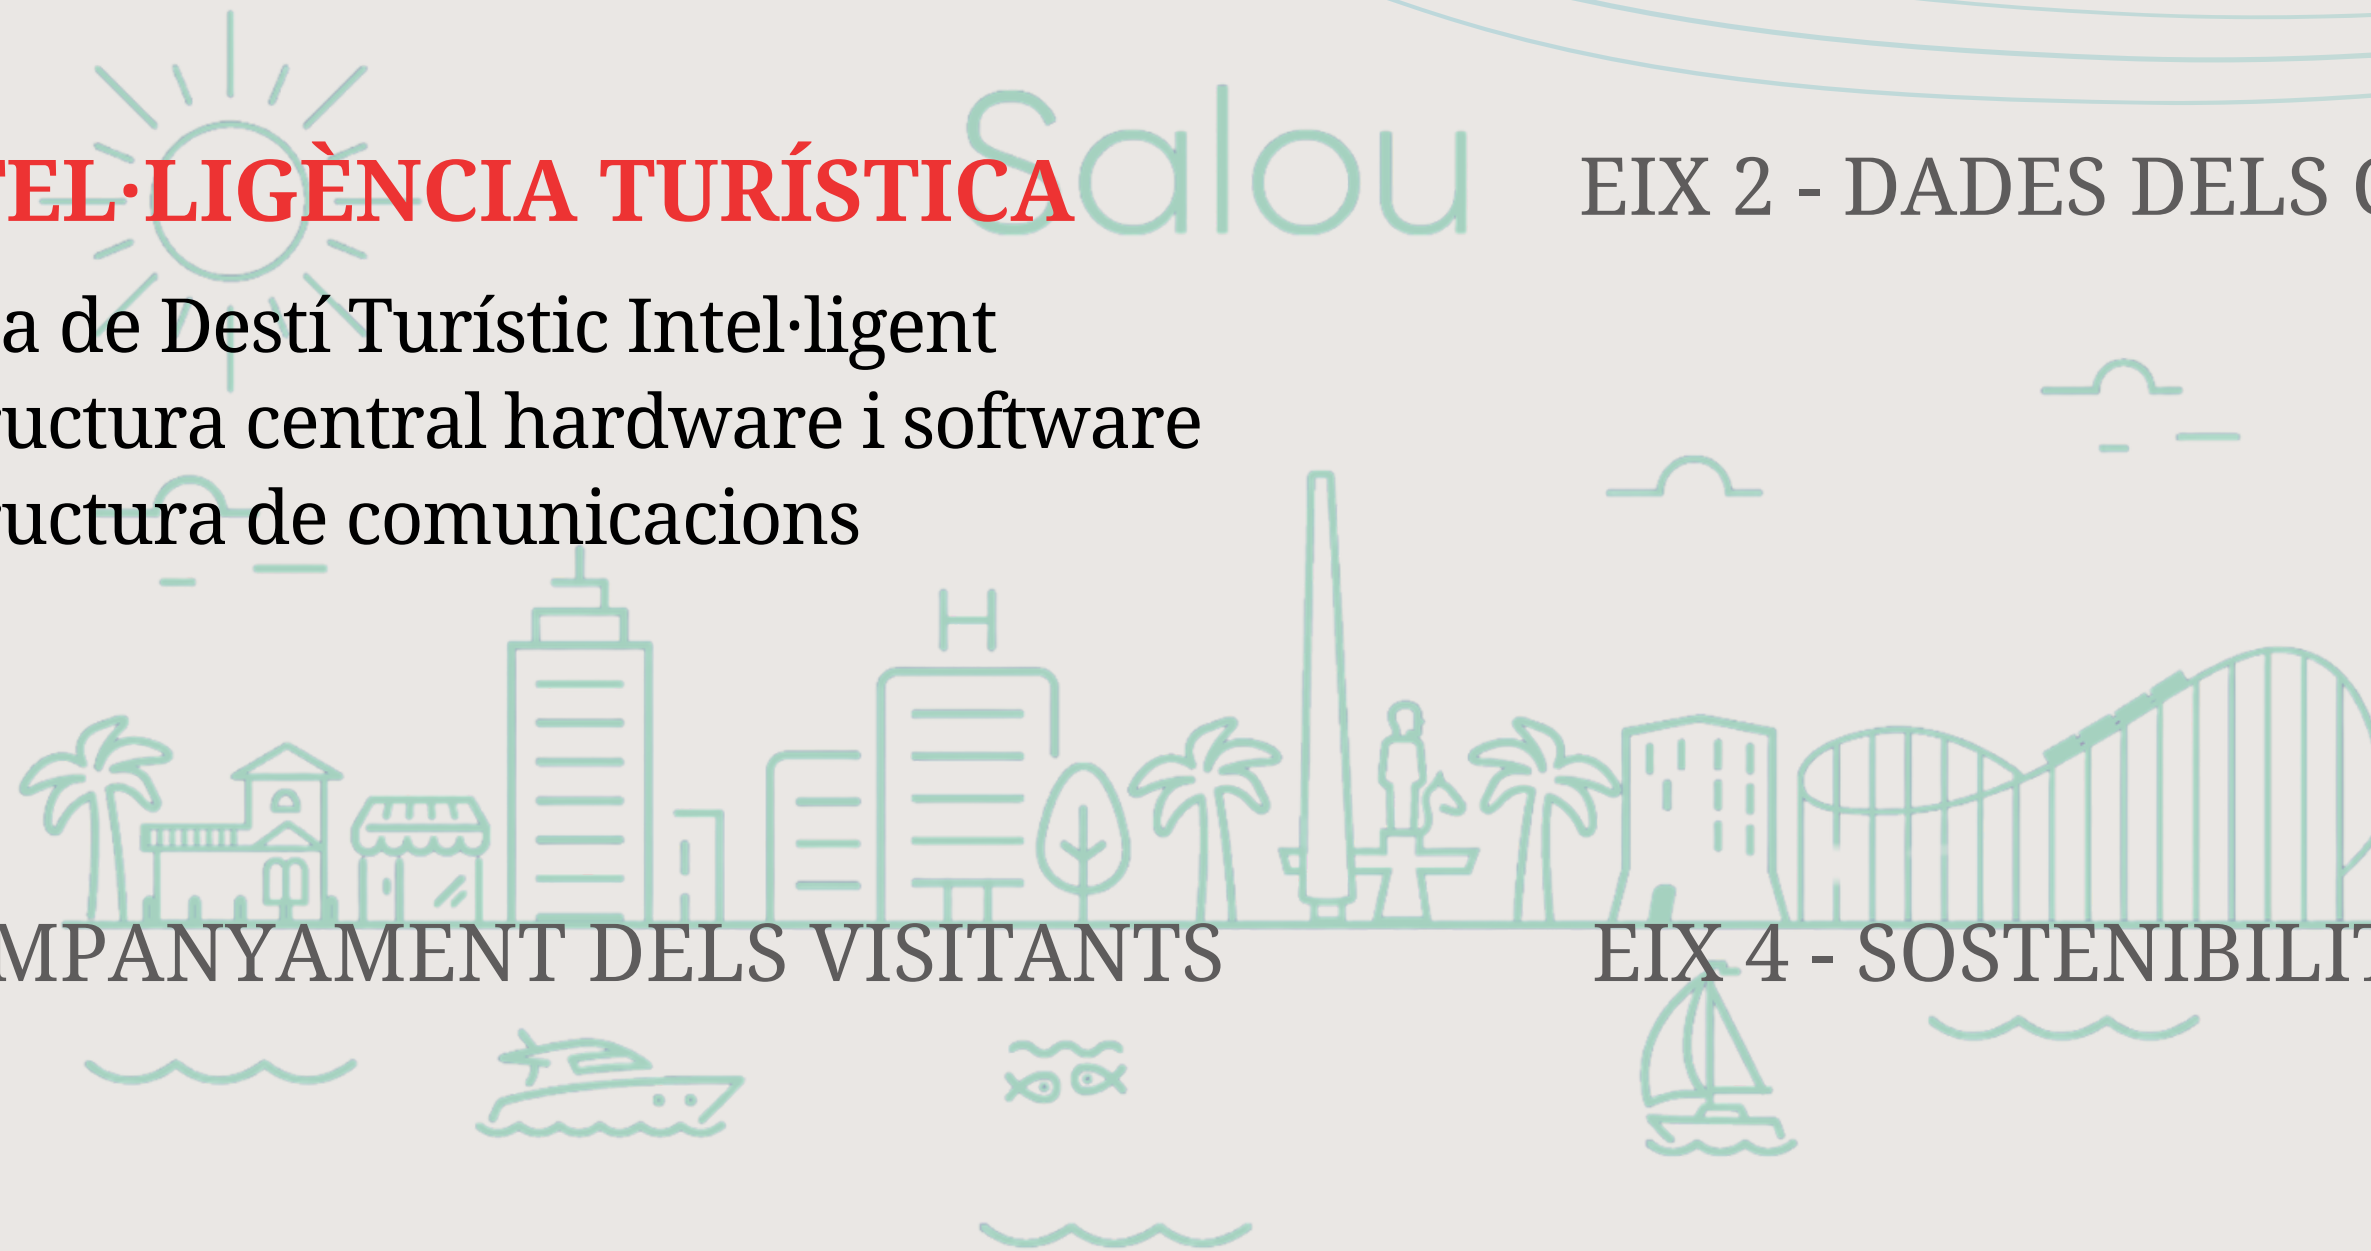 Salou
TEL·LIGÈNCIA TURÍSTICA
EIX 2 - DADES DELS
a de Destí Turístic Intel·ligent
uctura central hardware i software
uctura de comunicacions
H
MPANYAMENT DELS VISITANTS
EIX 4 - SOSTENIBILIT